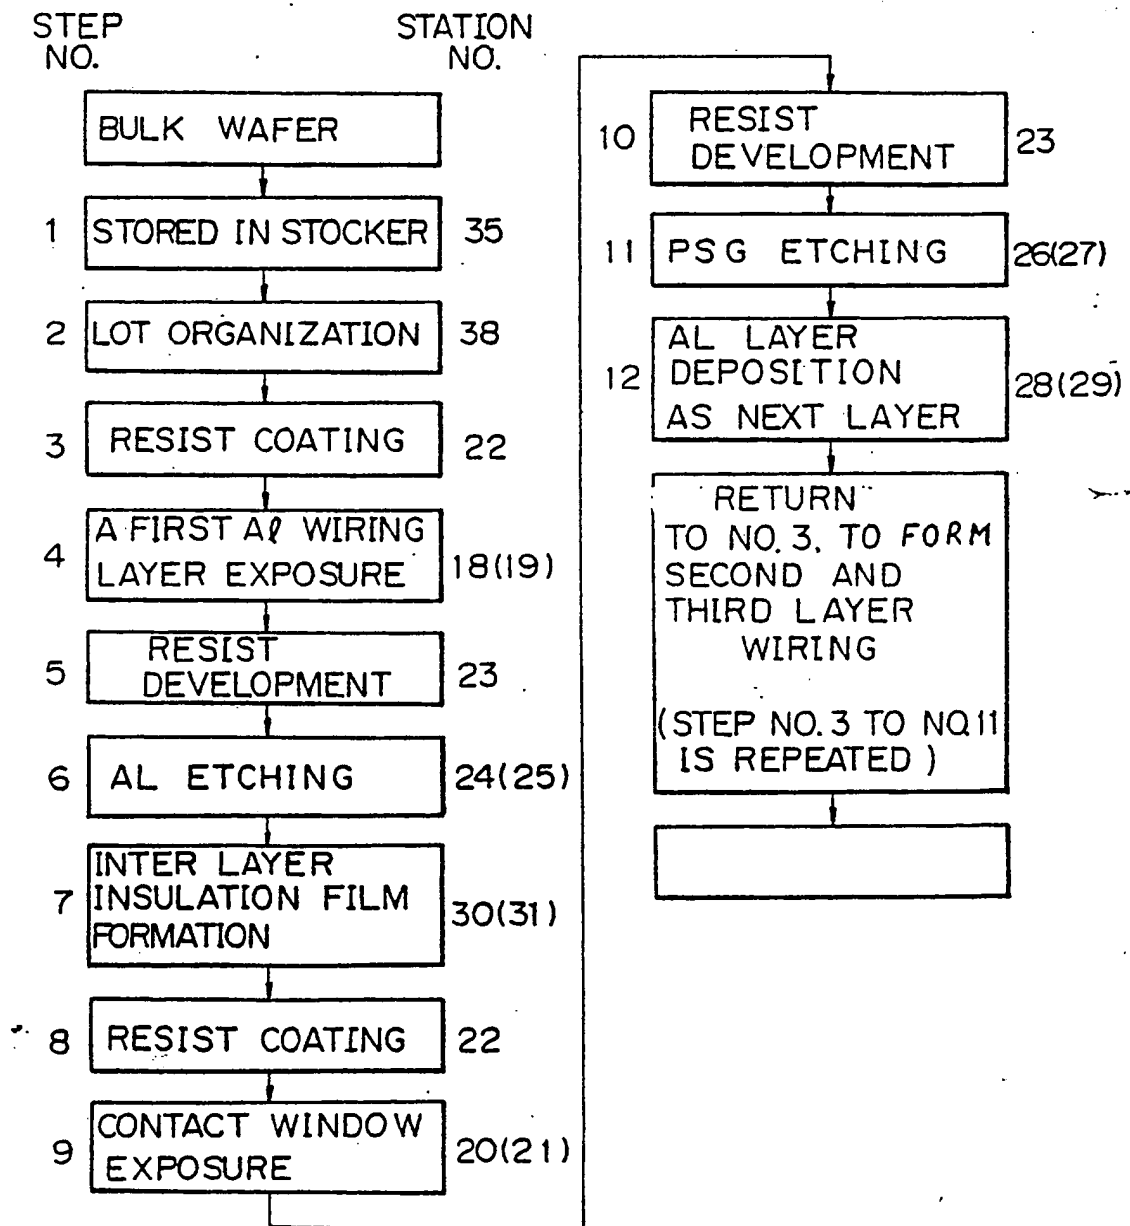 STEP NO.
STATION NO.
BULK WAFER
1 STORED IN STOCKER 35
2 LOT ORGANIZATION 38
3 RESIST COATING 22
4 A FIRST Aℓ WIRING LAYER EXPOSURE 18(19)
5 RESIST DEVELOPMENT 23
6 AL ETCHING 24(25)
7 INTER LAYER INSULATION FILM FORMATION 30(31)
8 RESIST COATING 22
9 CONTACT WINDOW EXPOSURE 20(21)
10 RESIST DEVELOPMENT 23
11 PSG ETCHING 26(27)
12 AL LAYER DEPOSITION AS NEXT LAYER 28(29)
RETURN
TO NO.3, TO FORM
SECOND AND
THIRD LAYER
WIRING
(STEP NO.3 TO NO.11
IS REPEATED)